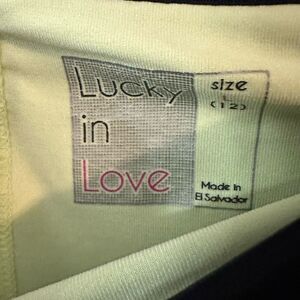 Lucky
in
Love
size
L
(12)
Made In
El Salvador